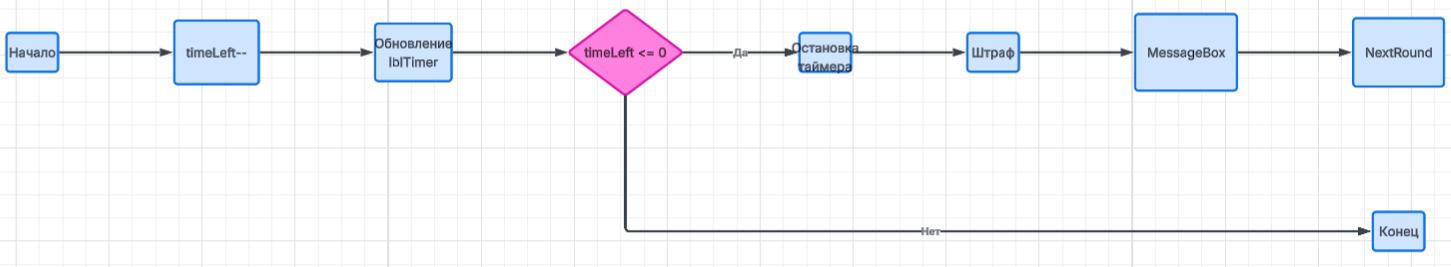 Начало
timeLeft--
Обновление
lblTimer
timeLeft <= 0
Да
Остановка
таймера
Штраф
MessageBox
NextRound
Нет
Конец